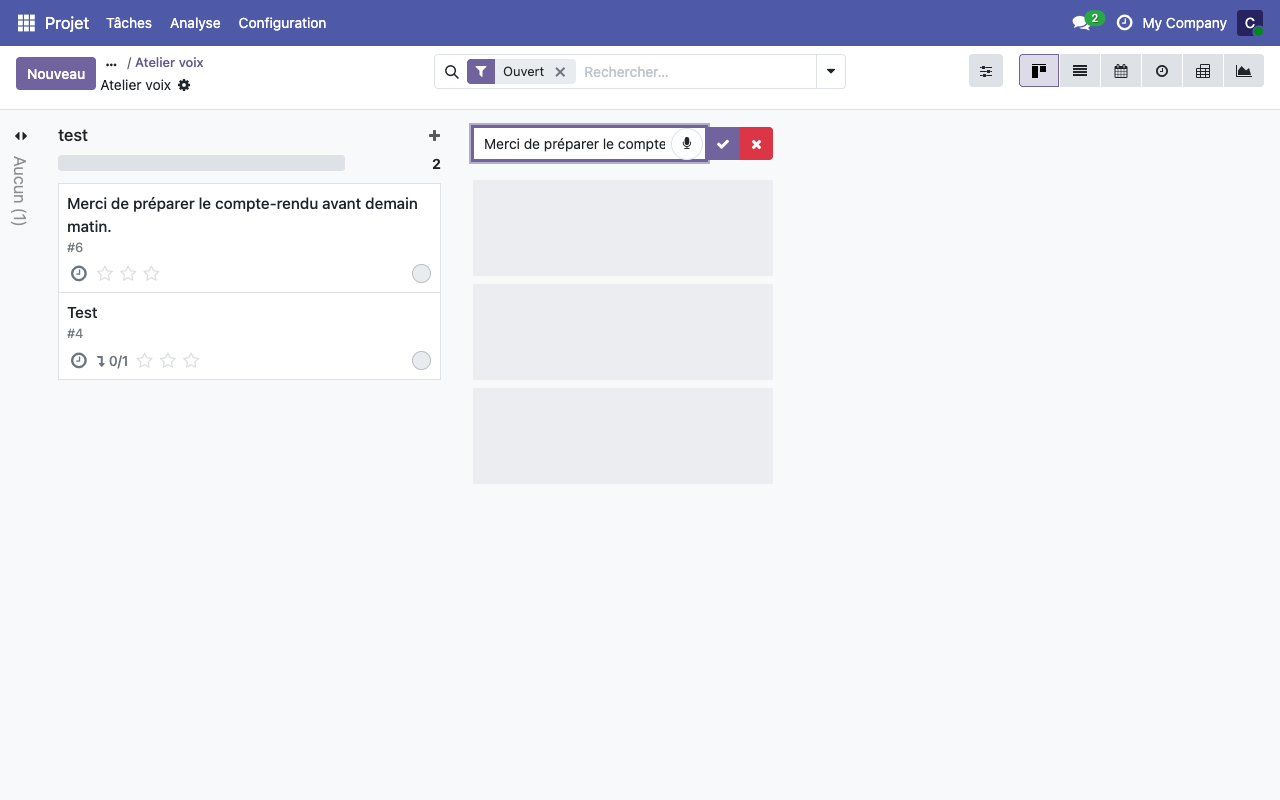 Projet Tâches Analyse Configuration 2 My Company C
Nouveau ... / Atelier voix
Atelier voix
Ouvert Rechercher...
test
2
Aucun (1)
Merci de préparer le compte-rendu avant demain
matin.
#6
Test
#4
0/1
Merci de préparer le compte